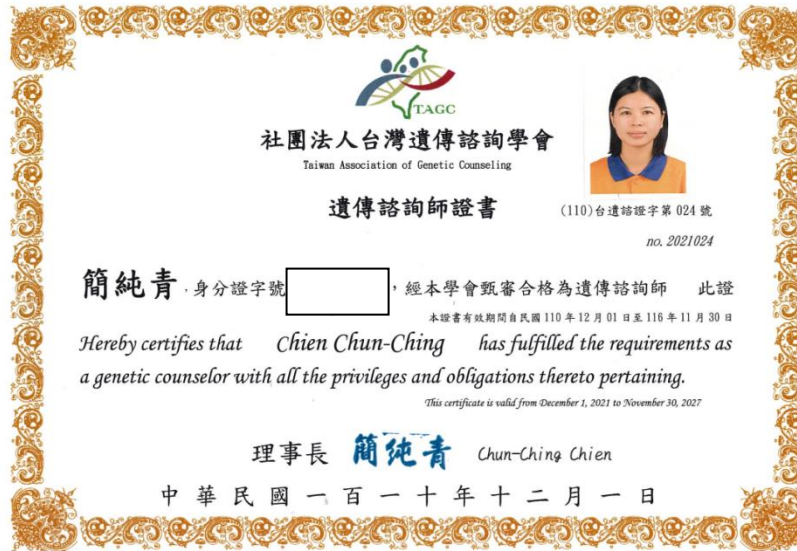 TAGC
社團法人台灣遺傳諮詢學會
Taiwan Association of Genetic Counseling
遺傳諮詢師證書
(110)台遺諮證字第 024 號
no. 2021024
簡純青,身分證字號 ,經本學會甄審合格為遺傳諮詢師 此證
本證書有效期間自民國 110 年 12 月 01 日至 116 年 11 月 30 日
Hereby certifies that Chien Chun-Ching has fulfilled the requirements as
a genetic counselor with all the privileges and obligations thereto pertaining.
This certificate is valid from December 1, 2021 to November 30, 2027
理事長 簡純青 Chun-Ching Chien
中華民國一百一十年十二月一日